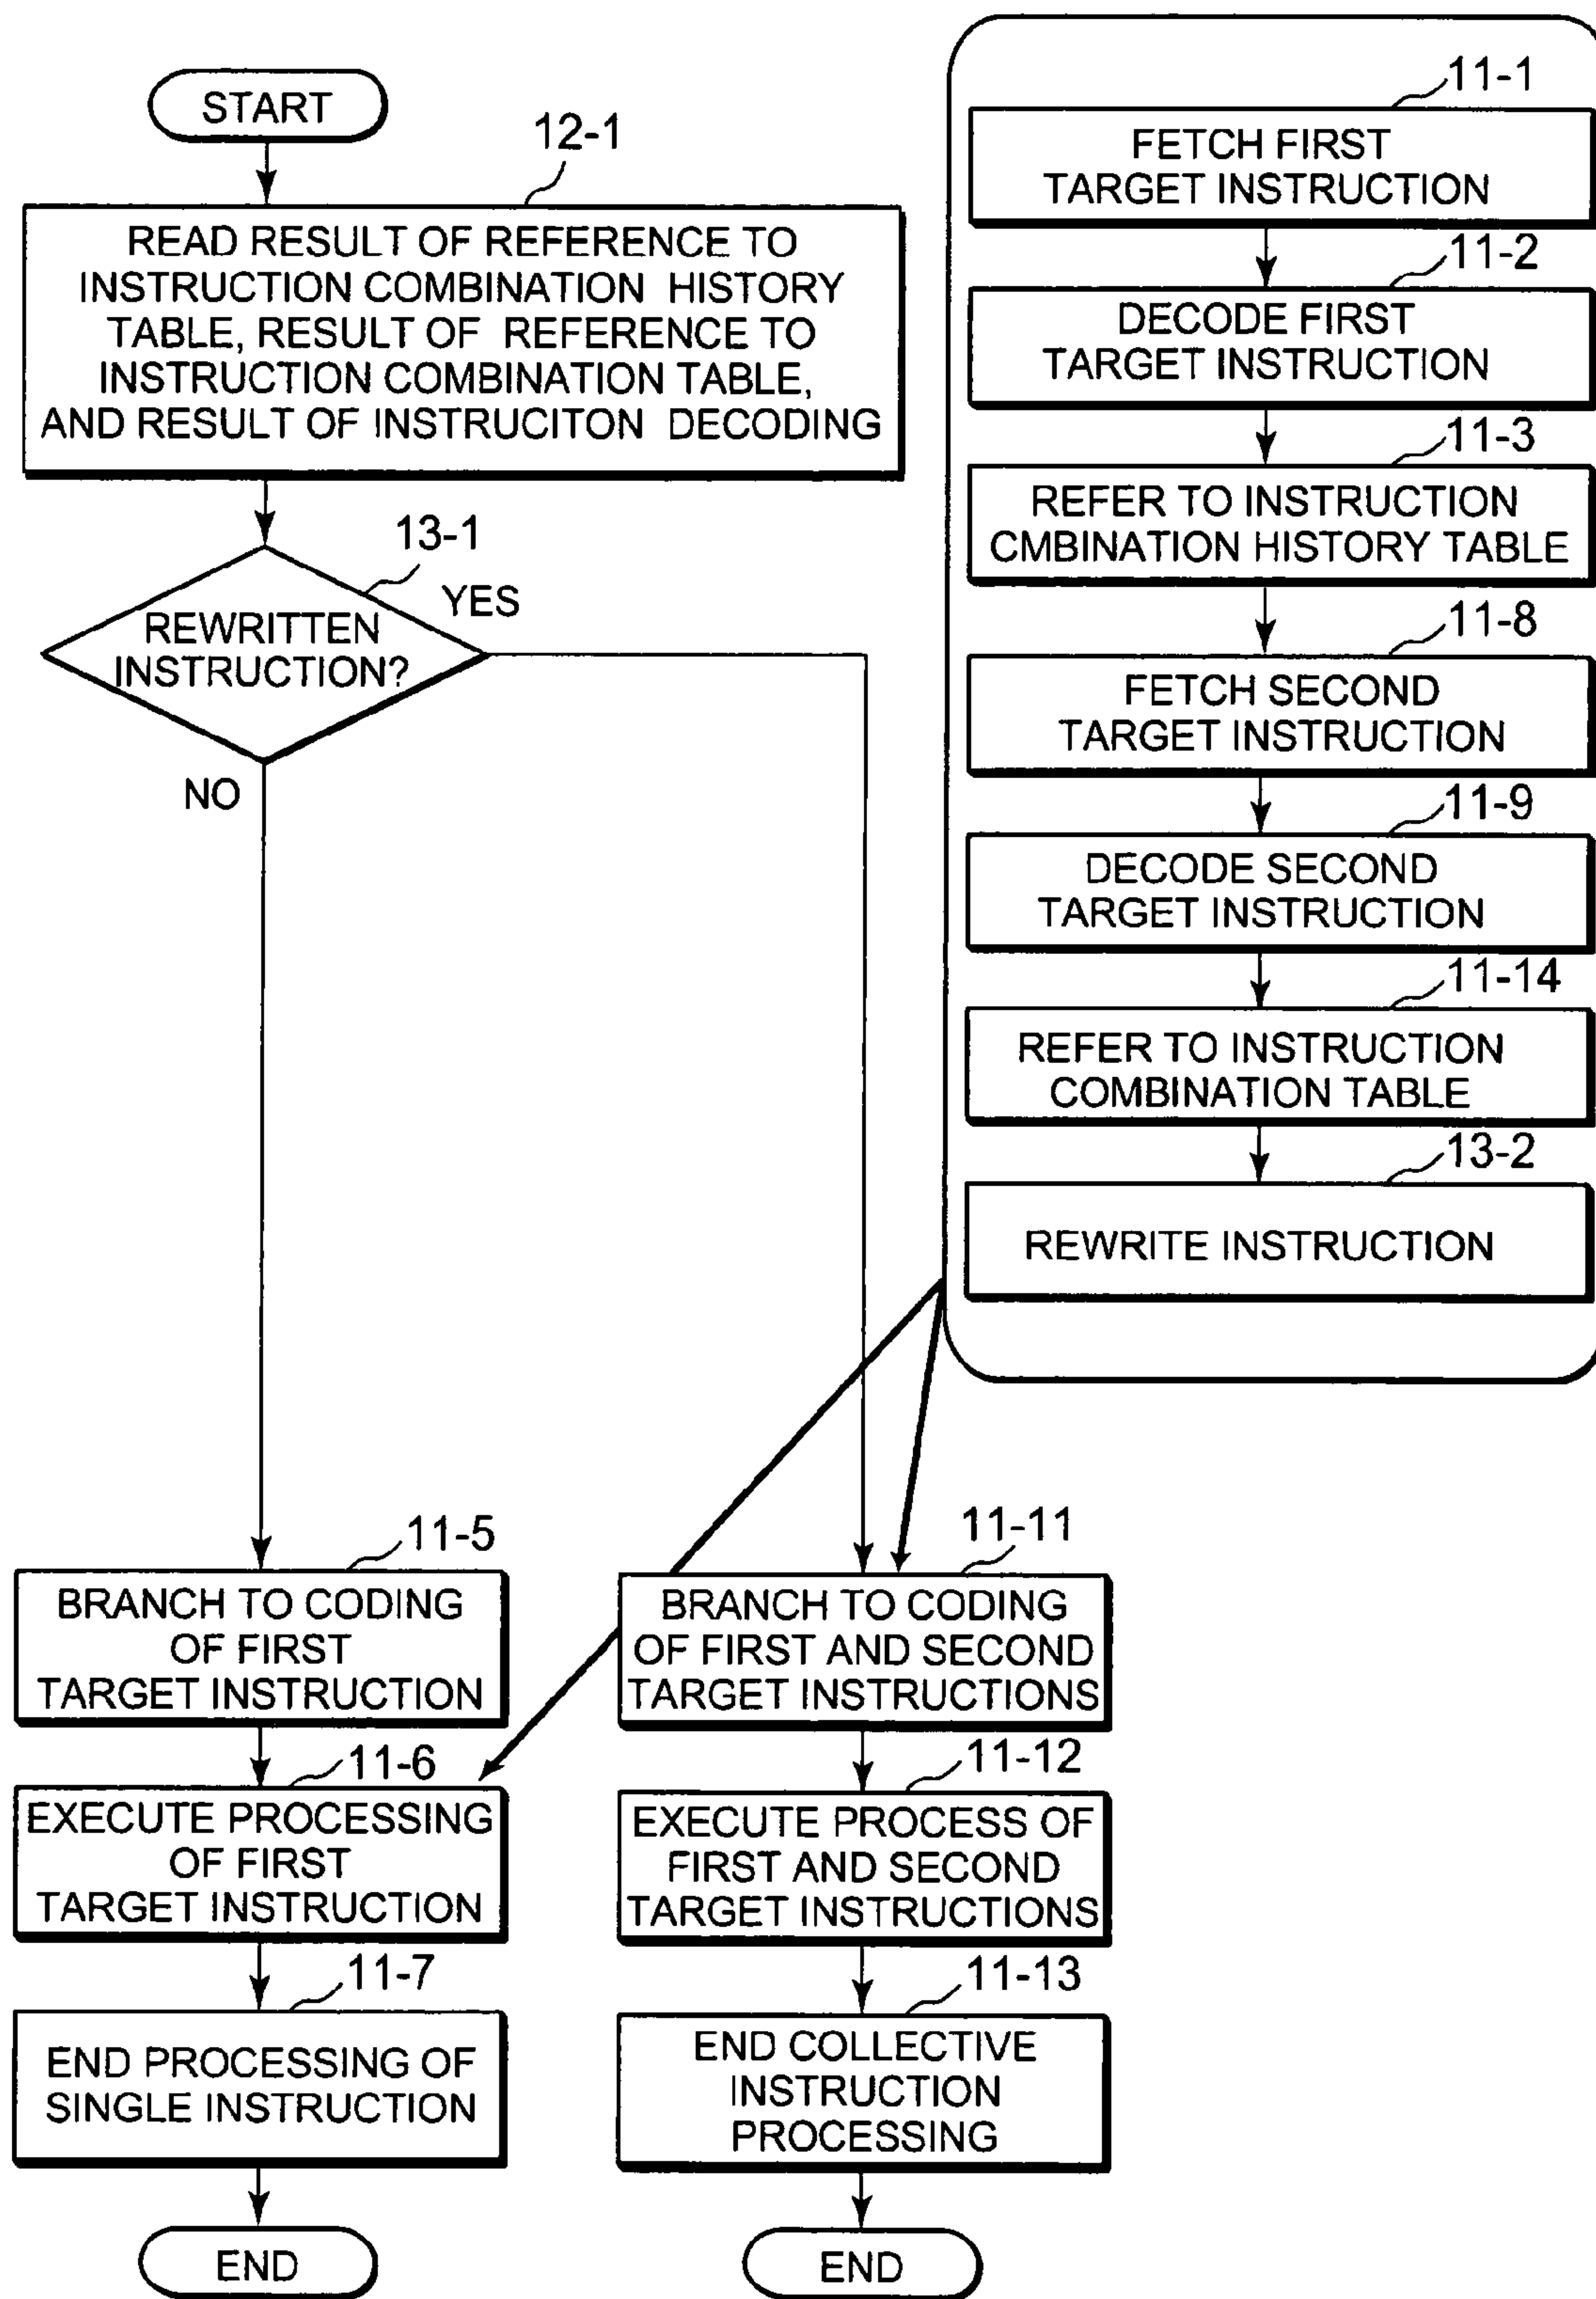 START
12-1
READ RESULT OF REFERENCE TO
INSTRUCTION COMBINATION HISTORY
TABLE, RESULT OF REFERENCE TO
INSTRUCTION COMBINATION TABLE,
AND RESULT OF INSTRUCITON DECODING
13-1
REWRITTEN
INSTRUCTION?
YES
NO
11-5
BRANCH TO CODING
OF FIRST
TARGET INSTRUCTION
11-6
EXECUTE PROCESSING
OF FIRST
TARGET INSTRUCTION
11-7
END PROCESSING OF
SINGLE INSTRUCTION
END
11-11
BRANCH TO CODING
OF FIRST AND SECOND
TARGET INSTRUCTIONS
11-12
EXECUTE PROCESS OF
FIRST AND SECOND
TARGET INSTRUCTIONS
11-13
END COLLECTIVE
INSTRUCTION
PROCESSING
END
11-1
FETCH FIRST
TARGET INSTRUCTION
11-2
DECODE FIRST
TARGET INSTRUCTION
11-3
REFER TO INSTRUCTION
CMBINATION HISTORY TABLE
11-8
FETCH SECOND
TARGET INSTRUCTION
11-9
DECODE SECOND
TARGET INSTRUCTION
11-14
REFER TO INSTRUCTION
COMBINATION TABLE
13-2
REWRITE INSTRUCTION